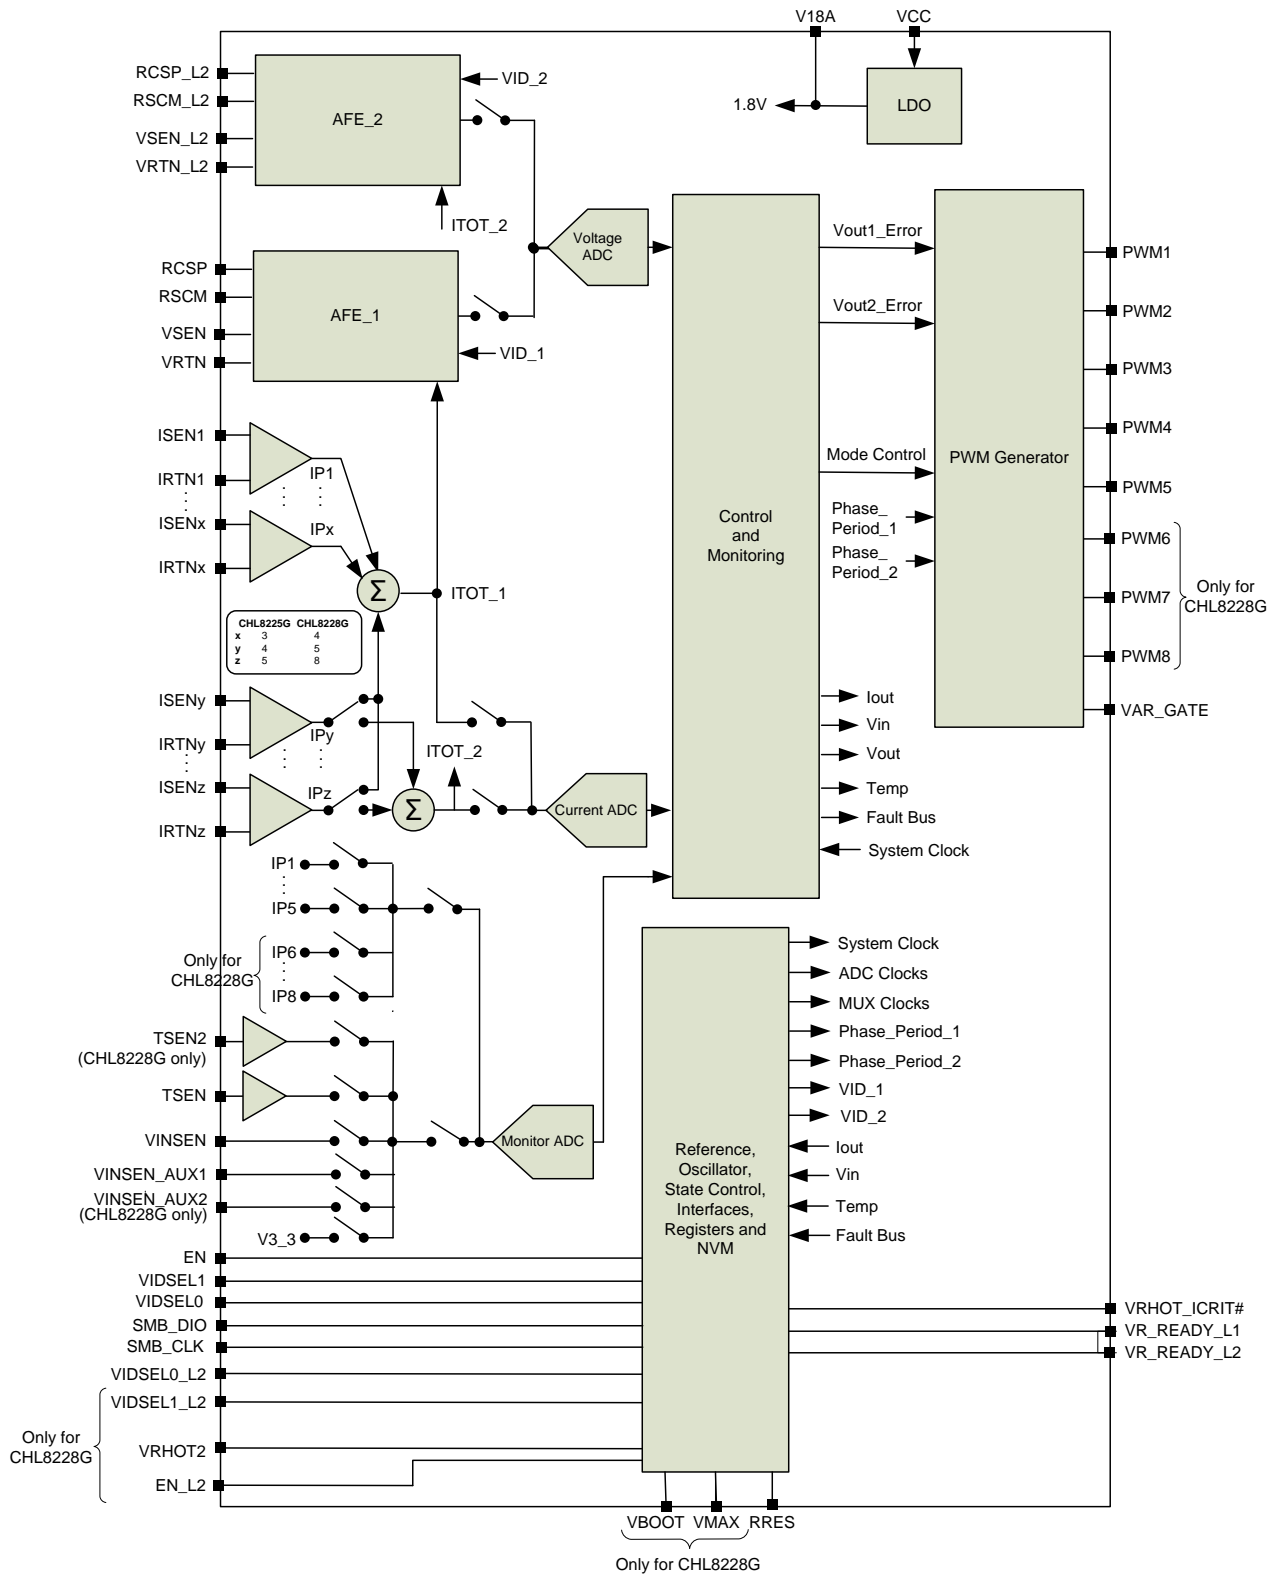 V18A
VCC
RCSP_L2
RSCM_L2
VSEN_L2
VRTN_L2
AFE_2
VID_2
ITOT_2
1.8V
LDO
Voltage
ADC
RCSP
RSCM
VSEN
VRTN
AFE_1
VID_1
Vout1_Error
Vout2_Error
Mode Control
Phase_
Period_1
Phase_
Period_2
Control
and
Monitoring
PWM Generator
PWM1
PWM2
PWM3
PWM4
PWM5
PWM6
PWM7
PWM8
Only for
CHL8228G
VAR_GATE
ISEN1
IRTN1
ISENx
IRTNx
IP1
IPx
Σ
ITOT_1
CHL8225G CHL8228G
x 3 4
y 4 5
z 5 8
ISENy
IRTNy
ISENz
IRTNz
IPy
IPz
ITOT_2
Σ
Current ADC
Iout
Vin
Vout
Temp
Fault Bus
System Clock
IP1
IP5
IP6
IP8
Only for
CHL8228G
TSEN2
(CHL8228G only)
TSEN
VINSEN
VINSEN_AUX1
VINSEN_AUX2
(CHL8228G only)
V3_3
Monitor ADC
Reference,
Oscillator,
State Control,
Interfaces,
Registers and
NVM
System Clock
ADC Clocks
MUX Clocks
Phase_Period_1
Phase_Period_2
VID_1
VID_2
Iout
Vin
Temp
Fault Bus
EN
VIDSEL1
VIDSEL0
SMB_DIO
SMB_CLK
VIDSEL0_L2
VIDSEL1_L2
VRHOT2
EN_L2
Only for
CHL8228G
VRHOT_ICRIT#
VR_READY_L1
VR_READY_L2
VBOOT VMAX RRES
Only for CHL8228G